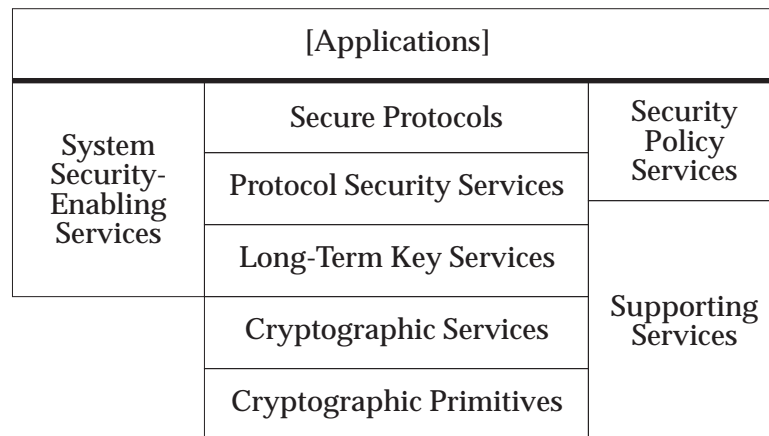 [Applications]
System
Security-
Enabling
Services
Secure Protocols
Protocol Security Services
Long-Term Key Services
Cryptographic Services
Cryptographic Primitives
Security
Policy
Services
Supporting
Services